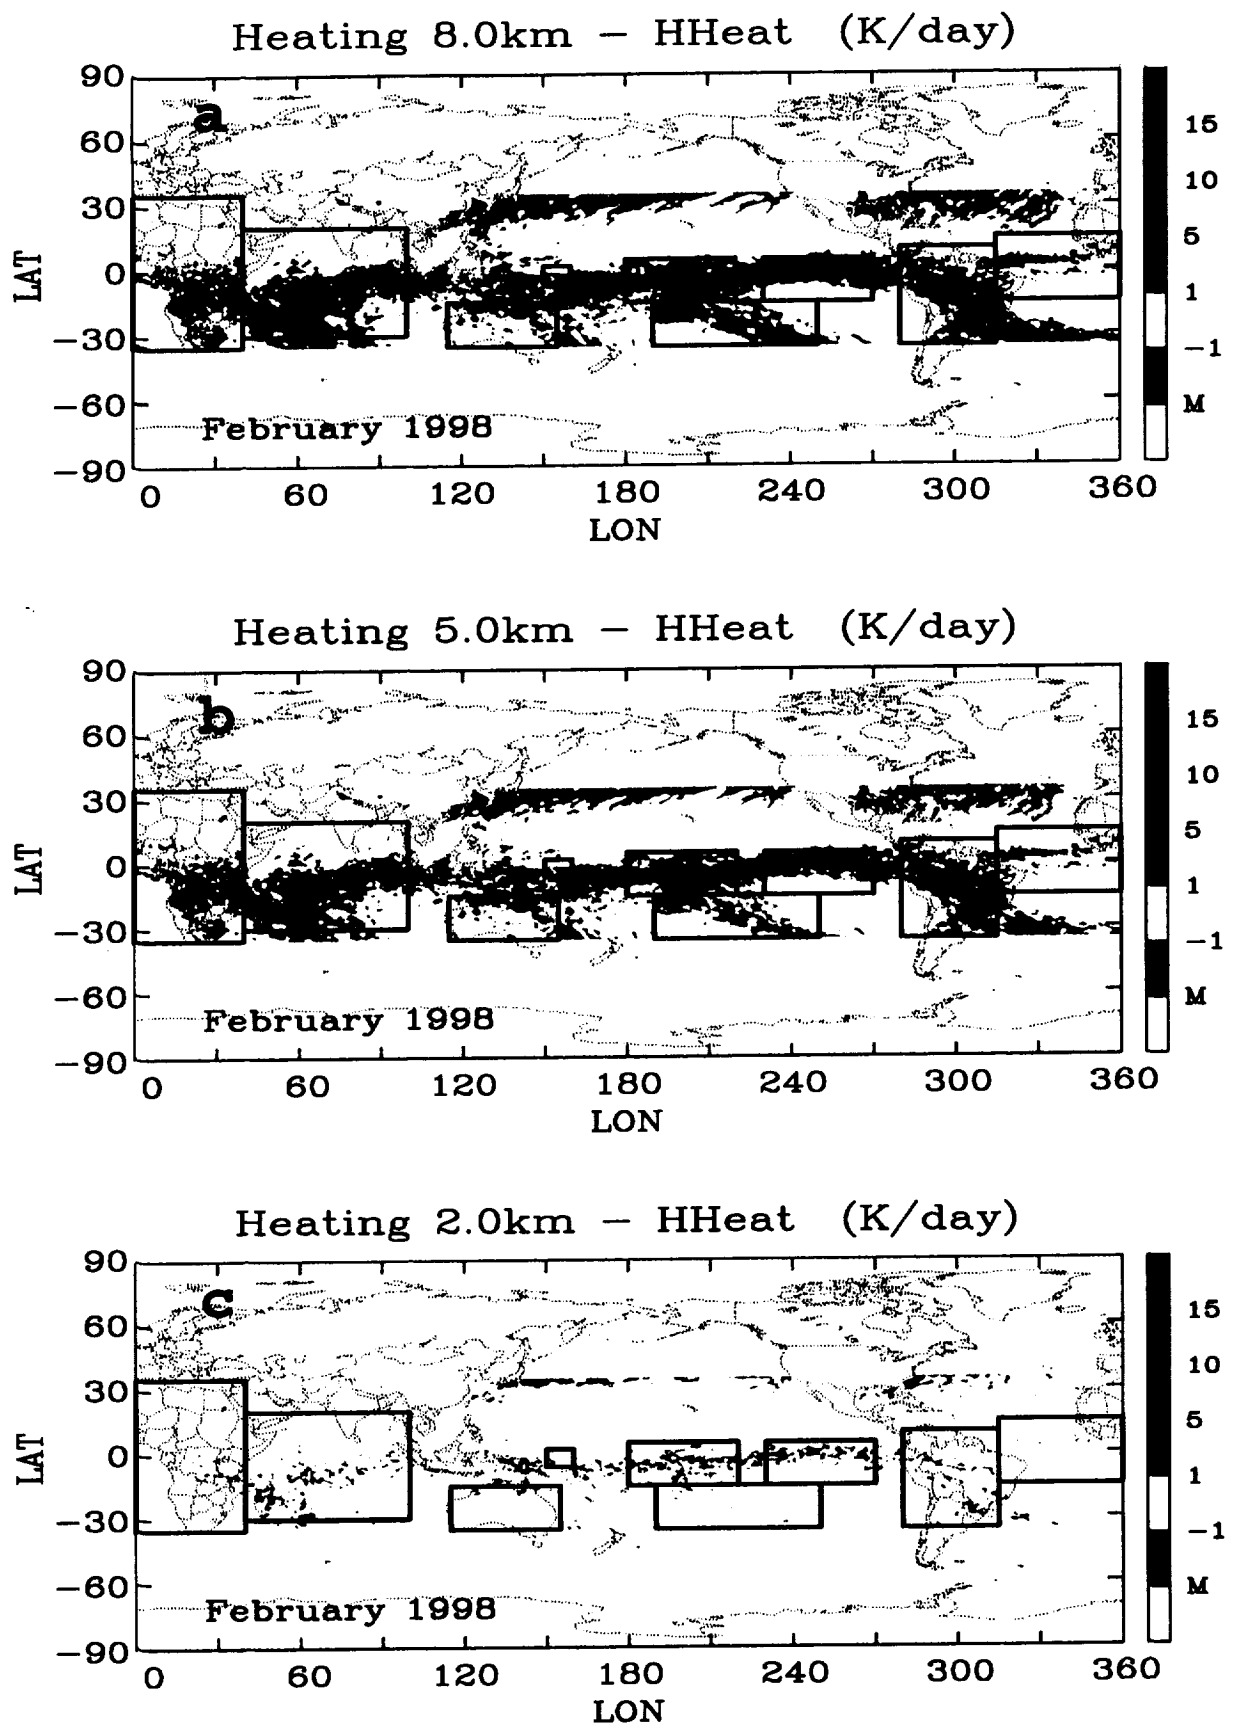 Heating 8.0km − HHeat (K/day)
a
90
60
30
0
−30
−60
−90
LAT
February 1998
0 60 120 180 240 300 360
LON
15
10
5
1
−1
M
Heating 5.0km − HHeat (K/day)
b
90
60
30
0
−30
−60
−90
LAT
February 1998
0 60 120 180 240 300 360
LON
15
10
5
1
−1
M
Heating 2.0km − HHeat (K/day)
c
90
60
30
0
−30
−60
−90
LAT
February 1998
0 60 120 180 240 300 360
LON
15
10
5
1
−1
M